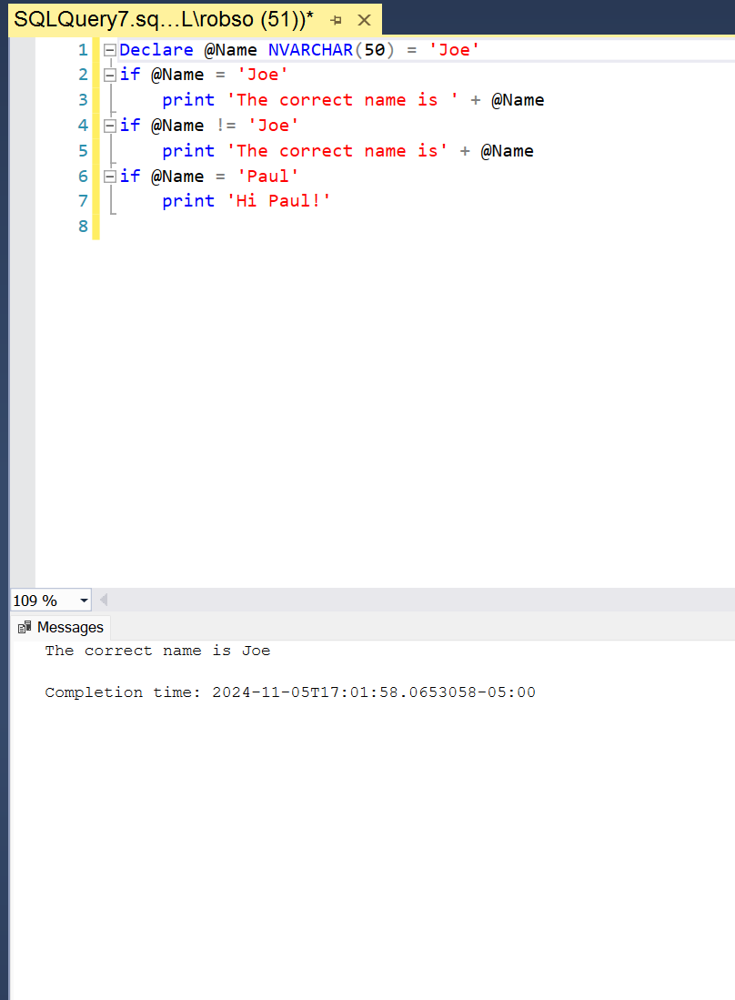 SQLQuery7.sq...L\robso (51))*
1 Declare @Name NVARCHAR(50) = 'Joe'
2 if @Name = 'Joe'
3 print 'The correct name is ' + @Name
4 if @Name != 'Joe'
5 print 'The correct name is' + @Name
6 if @Name = 'Paul'
7 print 'Hi Paul!'
8
109 %
Messages
The correct name is Joe
Completion time: 2024-11-05T17:01:58.0653058-05:00